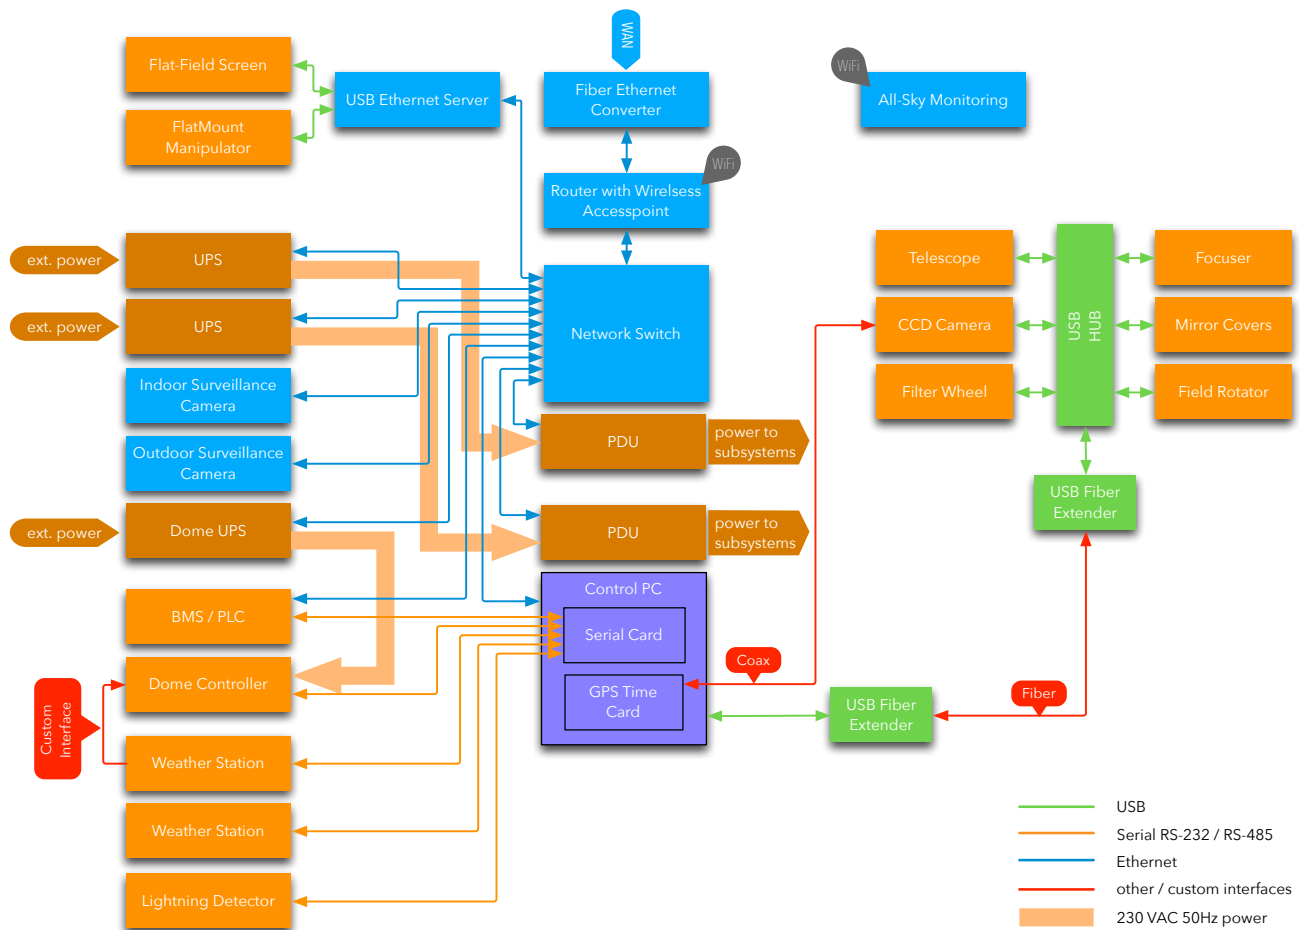 WAN
Flat-Field Screen
USB Ethernet Server
Fiber Ethernet
Converter
WiFi
All-Sky Monitoring
FlatMount
Manipulator
WiFi
Router with Wirelsess
Accesspoint
ext. power
UPS
ext. power
UPS
Network Switch
Telescope
Focuser
CCD Camera
USB
HUB
Mirror Covers
Filter Wheel
Field Rotator
Indoor Surveillance
Camera
Outdoor Surveillance
Camera
PDU
power to
subsystems
USB Fiber
Extender
ext. power
Dome UPS
PDU
power to
subsystems
Control PC
BMS / PLC
Serial Card
Dome Controller
GPS Time
Card
Coax
Fiber
USB Fiber
Extender
Custom
Interface
Weather Station
Weather Station
Lightning Detector
USB
Serial RS-232 / RS-485
Ethernet
other / custom interfaces
230 VAC 50Hz power